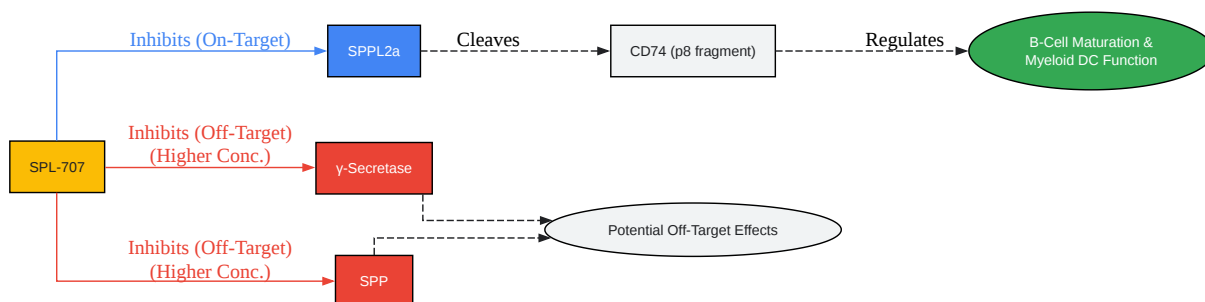 Inhibits (On-Target)
SPPL2a
Cleaves
CD74 (p8 fragment)
Regulates
B-Cell Maturation &
Myeloid DC Function
SPL-707
Inhibits (Off-Target)
(Higher Conc.)
γ-Secretase
Potential Off-Target Effects
Inhibits (Off-Target)
(Higher Conc.)
SPP